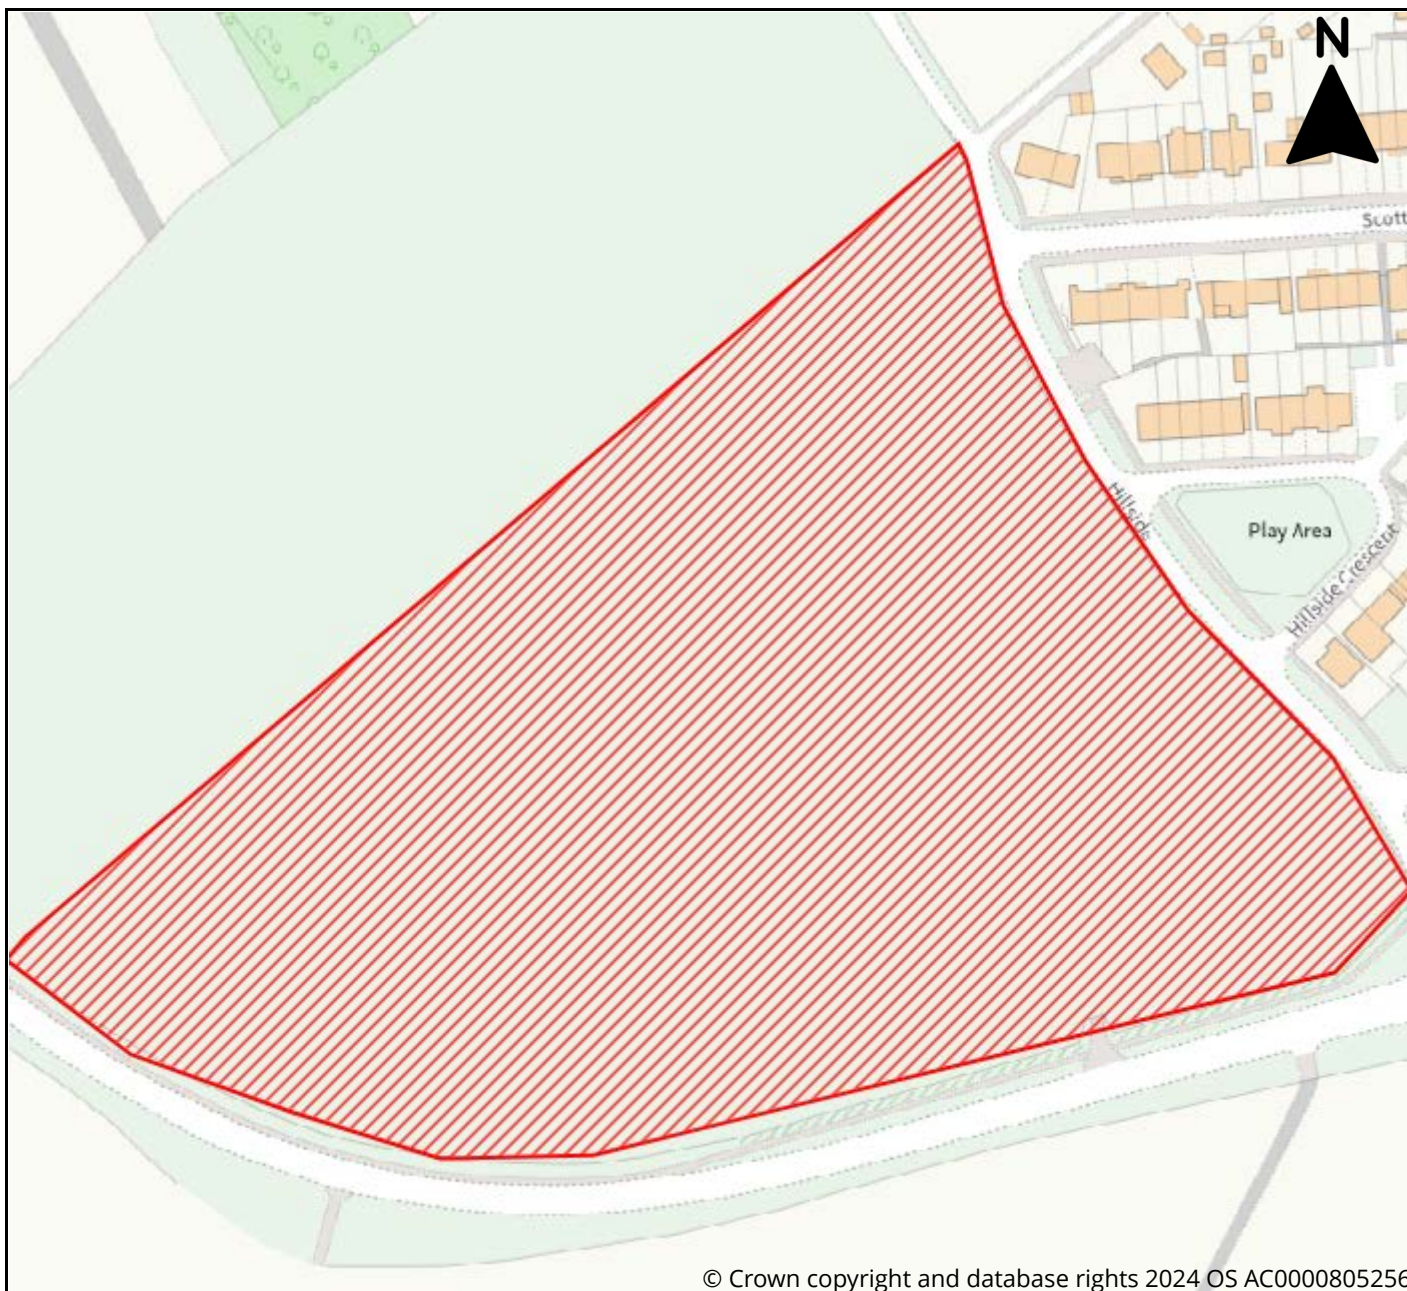 N
Scott
Hillside
Play Area
Hillside Crescent
© Crown copyright and database rights 2024 OS AC0000805256